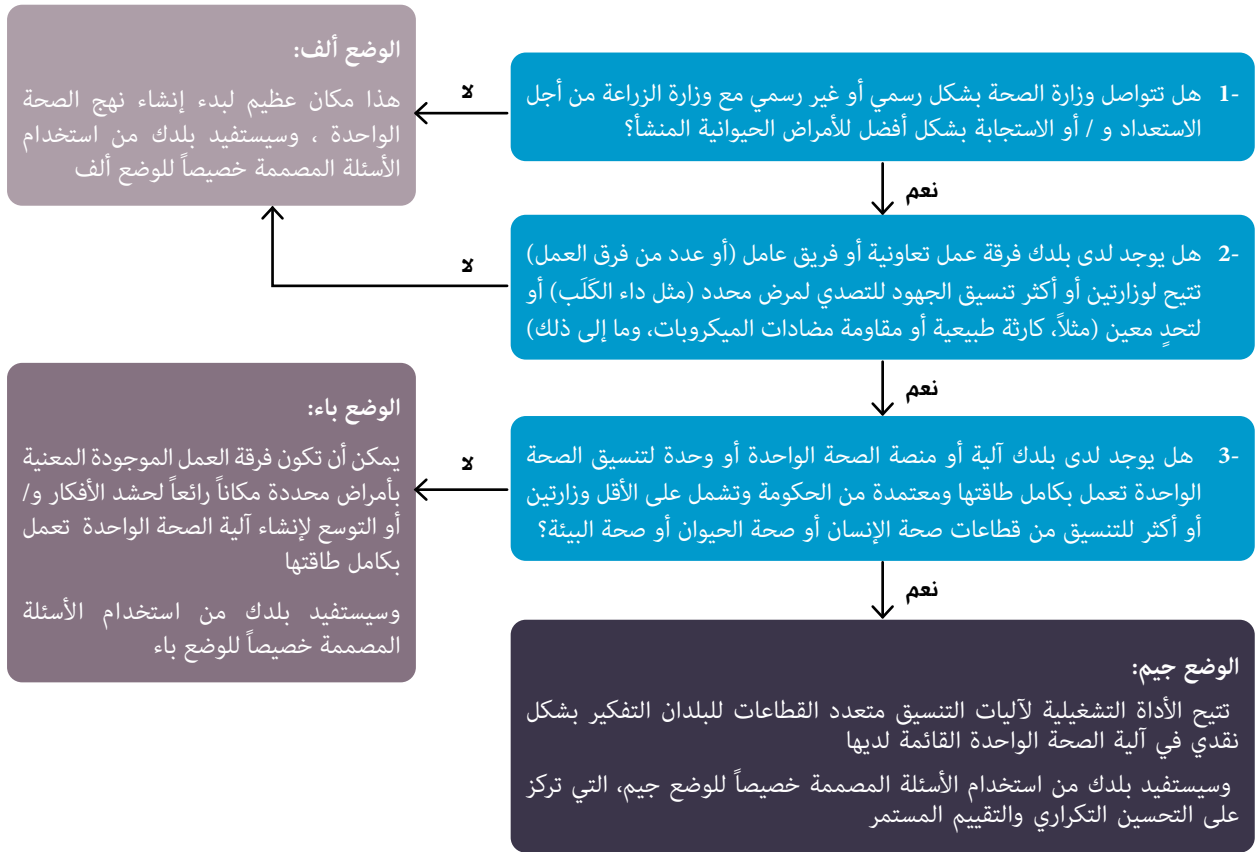 1- هل تتواصل وزارة الصحة بشكل رسمي أو غير رسمي مع وزارة الزراعة من أجل
الاستعداد و / أو الاستجابة بشكل أفضل للأمراض الحيوانية المنشأ؟
لا
الوضع ألف:
هذا مكان عظيم لبدء إنشاء نهج الصحة
الواحدة ، وسيستفيد بلدك من استخدام
الأسئلة المصممة خصيصاً للوضع ألف
نعم
2- هل يوجد لدى بلدك فرقة عمل تعاونية أو فريق عامل (أو عدد من فرق العمل)
تتيح لوزارتين أو أكثر تنسيق الجهود للتصدي لمرض محدد (مثل داء الكَلَب) أو
لتحدٍ معين (مثلاً، كارثة طبيعية أو مقاومة مضادات الميكروبات، وما إلى ذلك)
لا
نعم
3- هل يوجد لدى بلدك آلية أو منصة الصحة الواحدة أو وحدة لتنسيق الصحة
الواحدة تعمل بكامل طاقتها ومعتمدة من الحكومة وتشمل على الأقل وزارتين
أو أكثر للتنسيق من قطاعات صحة الإنسان أو صحة الحيوان أو صحة البيئة؟
لا
الوضع باء:
يمكن أن تكون فرقة العمل الموجودة المعنية
بأمراض محددة مكاناً رائعاً لحشد الأفكار و/
أو التوسع لإنشاء آلية الصحة الواحدة تعمل
بكامل طاقتها
وسيستفيد بلدك من استخدام الأسئلة
المصممة خصيصاً للوضع باء
نعم
الوضع جيم:
تتيح الأداة التشغيلية لآليات التنسيق متعدد القطاعات للبلدان التفكير بشكل
نقدي في آلية الصحة الواحدة القائمة لديها
وسيستفيد بلدك من استخدام الأسئلة المصممة خصيصاً للوضع جيم، التي تركز
على التحسين التكراري والتقييم المستمر